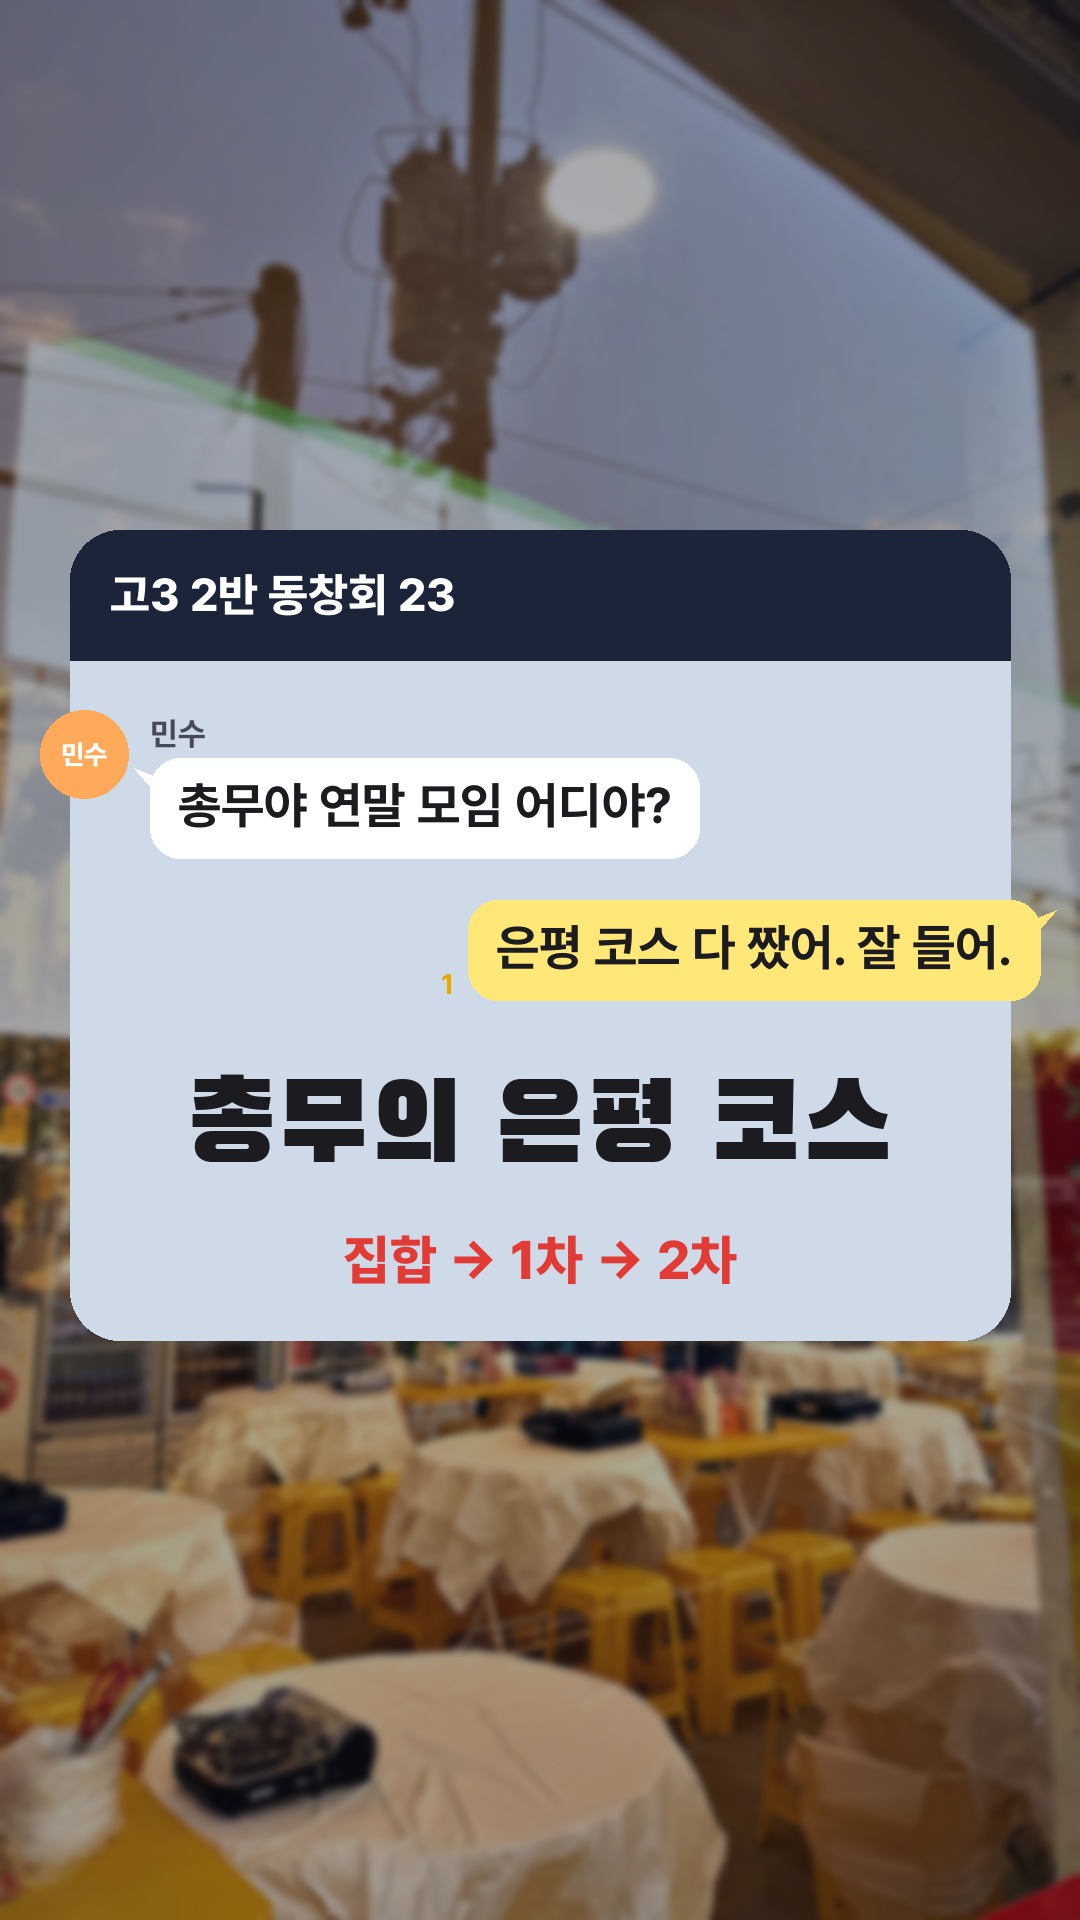 고3 2반 동창회 23
민수
민수
총무야 연말 모임 어디야?
은평 코스 다 짰어. 잘 들어.
1
총무의 은평 코스
집합 → 1차 → 2차